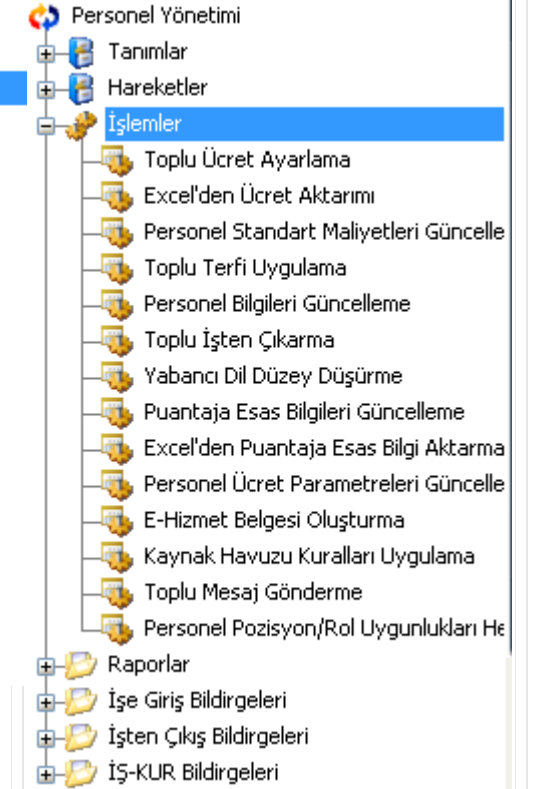 Personel Yönetimi
Tanımlar
Hareketler
İşlemler
Toplu Ücret Ayarlama
Excel'den Ücret Aktarımı
Personel Standart Maliyetleri Güncelle
Toplu Terfi Uygulama
Personel Bilgileri Güncelleme
Toplu İşten Çıkarma
Yabancı Dil Düzey Düşürme
Puantaja Esas Bilgileri Güncelleme
Excel'den Puantaja Esas Bilgi Aktarma
Personel Ücret Parametreleri Güncelle
E-Hizmet Belgesi Oluşturma
Kaynak Havuzu Kuralları Uygulama
Toplu Mesaj Gönderme
Personel Pozisyon/Rol Uygunlukları He
Raporlar
İşe Giriş Bildirgeleri
İşten Çıkış Bildirgeleri
İŞ-KUR Bildirgeleri